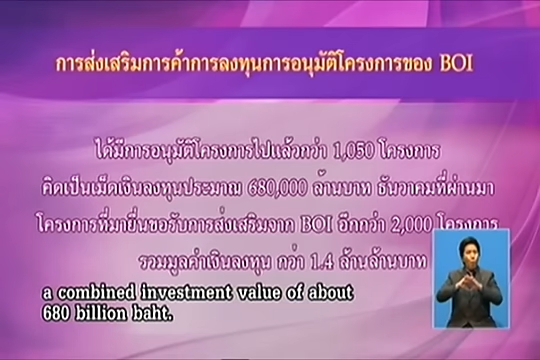 การส่งเสริมการค้าการลงทุนการอนุมัติโครงการของ BOI
ได้มีการอนุมัติโครงการไปแล้วกว่า 1,050 โครงการ
คิดเป็นเม็ดเงินลงทุนประมาณ 680,000 ล้านบาท ธันวาคมที่ผ่านมา
โครงการที่มายื่นขอรับการส่งเสริมจาก BOI อีกกว่า 2,000 โครงการ
รวมมูลค่าเงินลงทุน กว่า 1.4 ล้านล้านบาท
a combined investment value of about
680 billion baht.